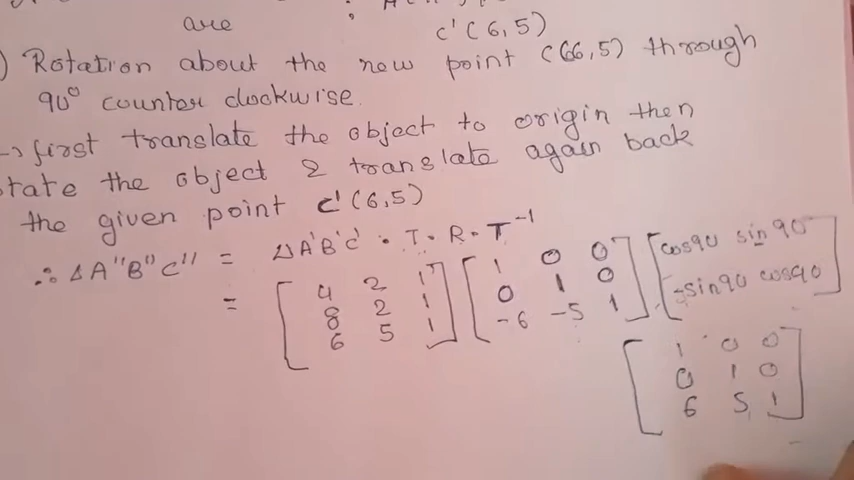 are
C'(6,5)
) Rotation about the new point C(66,5) through
90° counter clockwise.
→ first translate the object to origin then
tate the object & translate again back
the given point C'(6,5)
∴ ΔA"B"C" = ΔA'B'C' · T · R · T⁻¹
= [4 2 1] [1 0 0] [cos90 sin90]
[8 2 1] [0 1 0] [-sin90 cos90]
[6 5 1] [-6 -5 1]
[1 0 0]
[0 1 0]
[6 5 1]